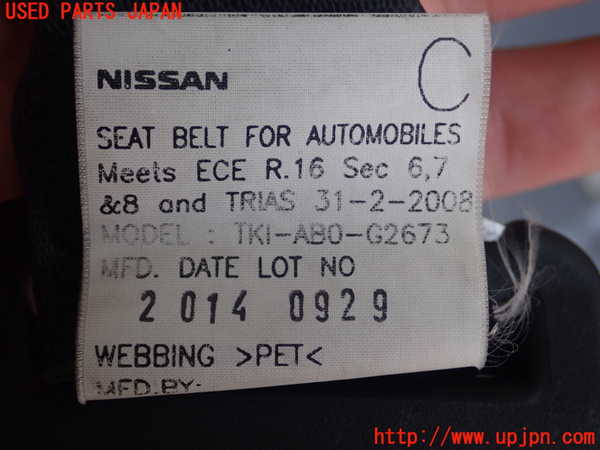 USED PARTS JAPAN
NISSAN
C
SEAT BELT FOR AUTOMOBILES
Meets ECE R.16 Sec 6,7
&8 and TRIAS 31-2-2008
MODEL : TKI-AB0-G2673
MFD. DATE LOT NO
2014 0929
WEBBING >PET<
MFD.BY:
http://www.upjpn.com/